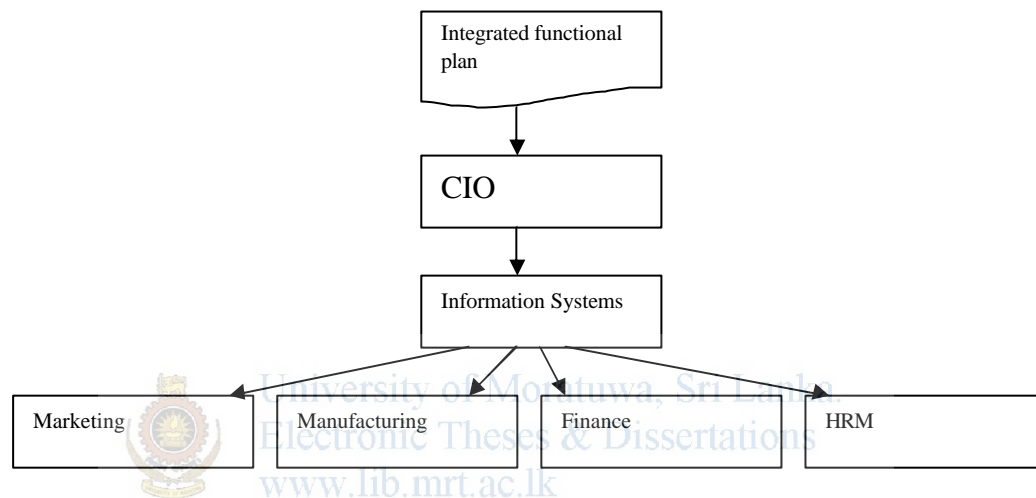 Integrated functional
plan
CIO
Information Systems
University of Moratuwa, Sri Lanka.
Marketing
Manufacturing
Finance
HRM
Electronic Theses & Dissertations
www.lib.mrt.ac.lk